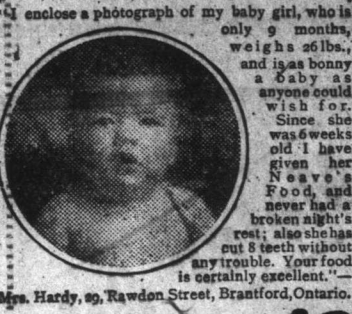 "I enclose a photograph of my baby girl, who is
only 9 months,
weighs 26 lbs.,
and is as bonny
a baby as
anyone could
wish for.
Since she
was 6 weeks
old I have
given her
Neave's
Food, and
never had a
broken night's
rest; also she has
cut 8 teeth without
any trouble. Your food
is certainly excellent."—
Mrs. Hardy, 29, Rawdon Street, Brantford, Ontario.